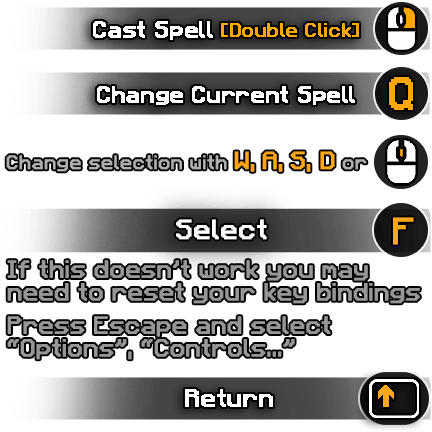 Cast Spell [Double Click]
Change Current Spell Q
Change selection with W, A, S, D or
Select F
If this doesn't work you may
need to reset your key bindings
Press Escape and select
"Options", "Controls..."
Return